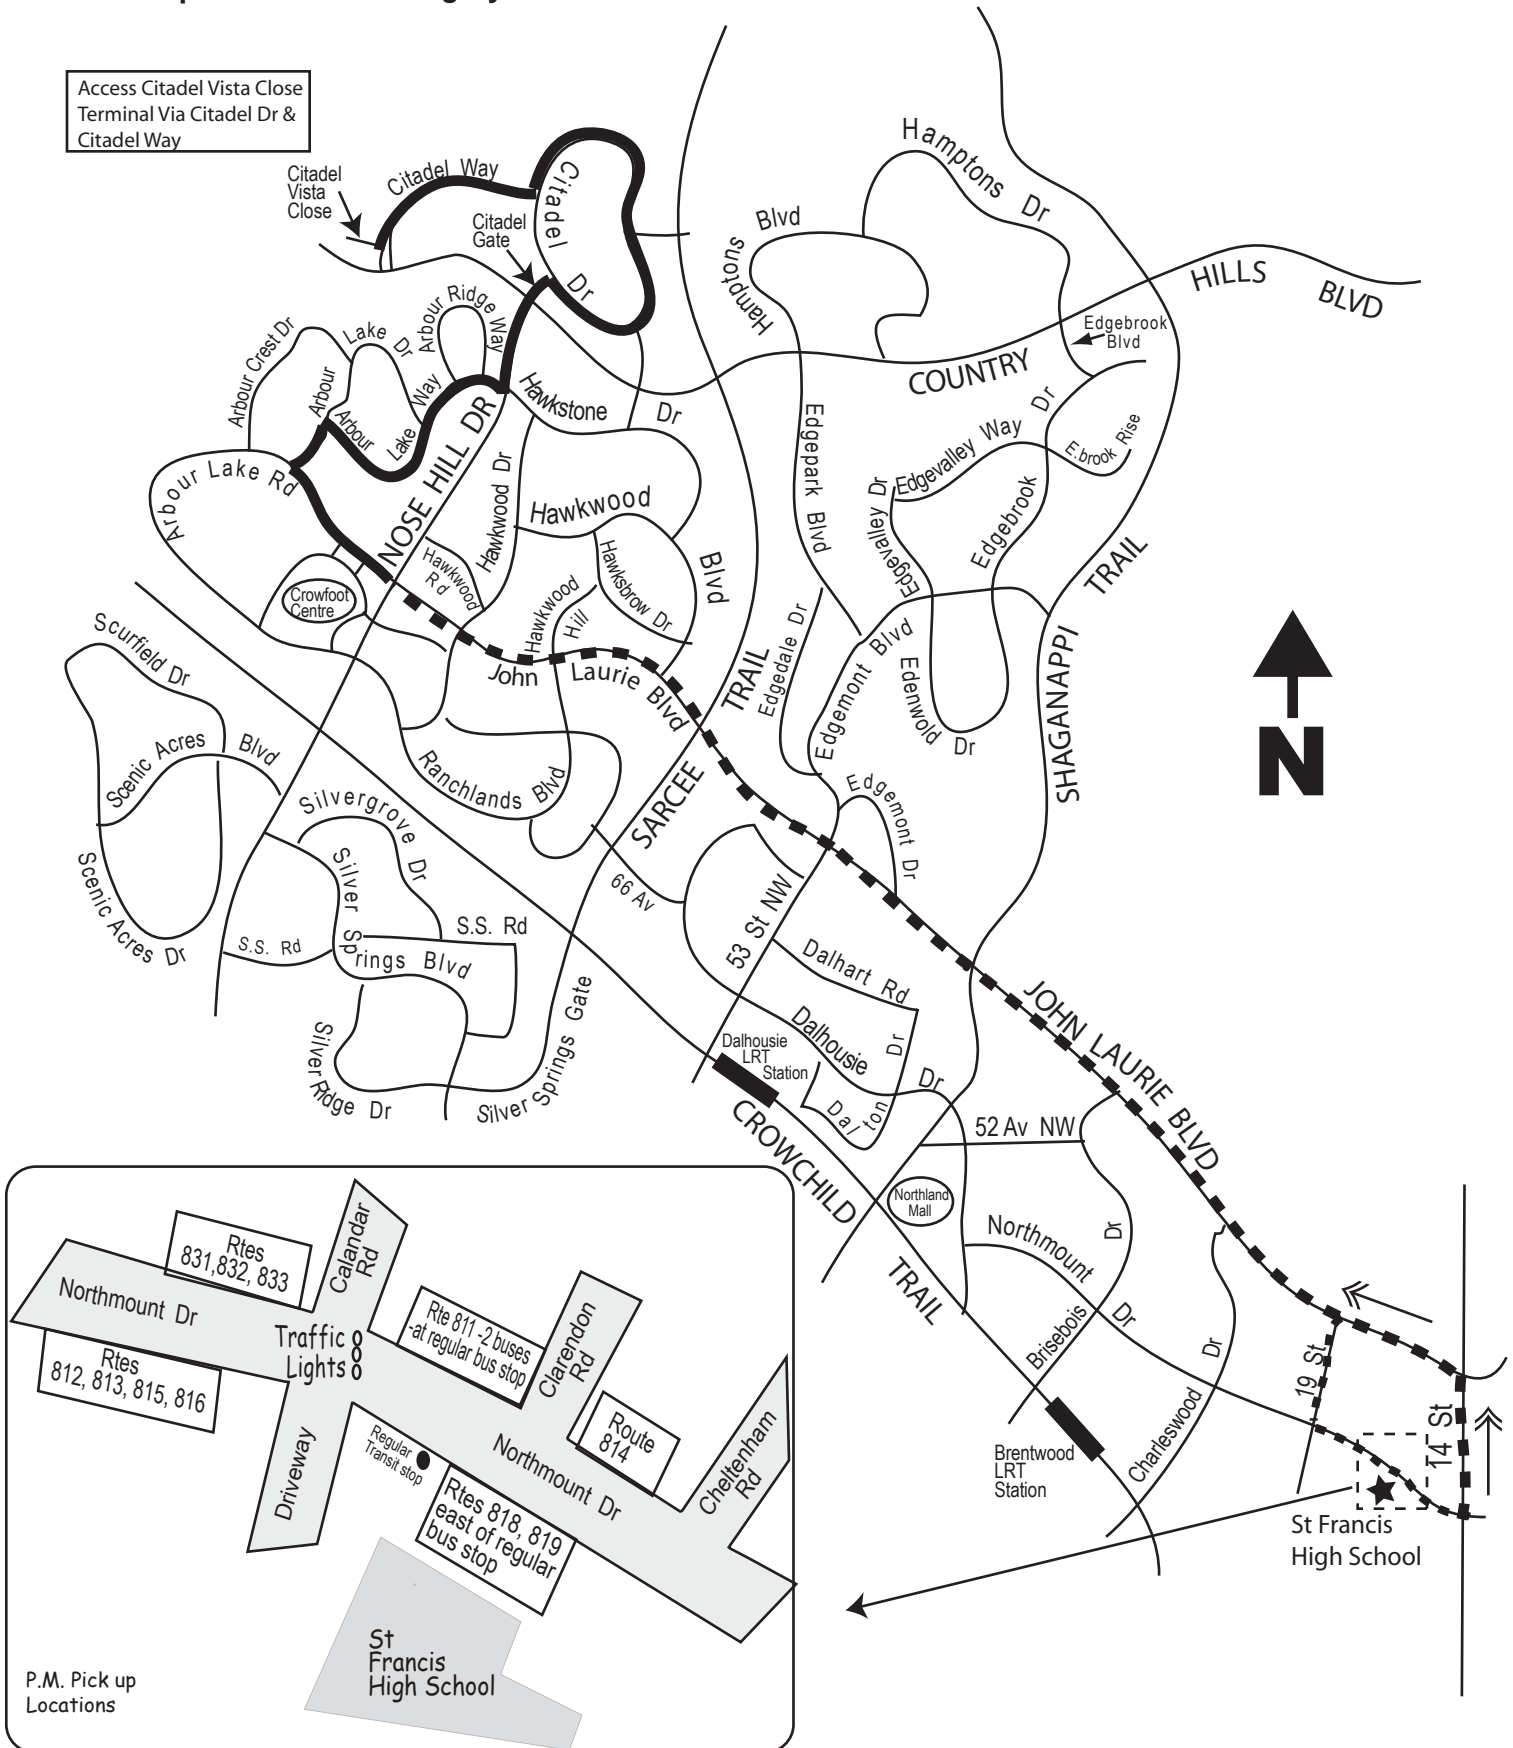 Access Citadel Vista Close
Terminal Via Citadel Dr &
Citadel Way
Citadel
Vista
Close
Citadel Way
Citadel
Gate
Citadel
Dr
Hamptons Dr
Hamptons Blvd
HILLS BLVD
COUNTRY
Edgebrook
Blvd
Arbour Ridge Way
Lake Dr
Arbour Crest Dr
Arbour
Arbour
Lake
Way
Hawkstone Dr
NOSE HILL DR
Arbour Lake Rd
Hawkwood Dr
Hawkwood
Blvd
Hawkwood
Rd
Hawksbrow Dr
Hawkwood
Hill
Edgepark Blvd
Edgevalley Way
Dr
E.brook Rise
Edgevalley Dr
Edgebrook
TRAIL
SHAGANAPPI
Crowfoot
Centre
John Laurie Blvd
TRAIL
SARCEE
Edgedale Dr
Edgemont Blvd
Edenwold Dr
Edgemont Dr
N
Scurfield Dr
Scenic Acres Blvd
Scenic Acres Dr
Ranchlands Blvd
Silvergrove Dr
Silver Springs Blvd
S.S. Rd
S.S. Rd
Silver Ridge Dr
Silver Springs Gate
66 Av
53 St NW
Dalhart Rd
Dalhousie Dr
Dalton
Dr
Dalhousie
LRT
Station
JOHN LAURIE BLVD
CROWCHILD
TRAIL
52 Av NW
Northland
Mall
Northmount Dr
Brisebois
Dr
Charleswood
Dr
Brentwood
LRT
Station
19 St
14 St
St Francis
High School
Rtes
831,832, 833
Calandar
Rd
Northmount Dr
Traffic
Lights
Rtes
812, 813, 815, 816
Rte 811 -2 buses
-at regular bus stop
Clarendon
Rd
Route
814
Cheltenham
Rd
Driveway
Regular
Transit stop
Northmount Dr
Rtes 818, 819
east of regular
bus stop
St
Francis
High School
P.M. Pick up
Locations